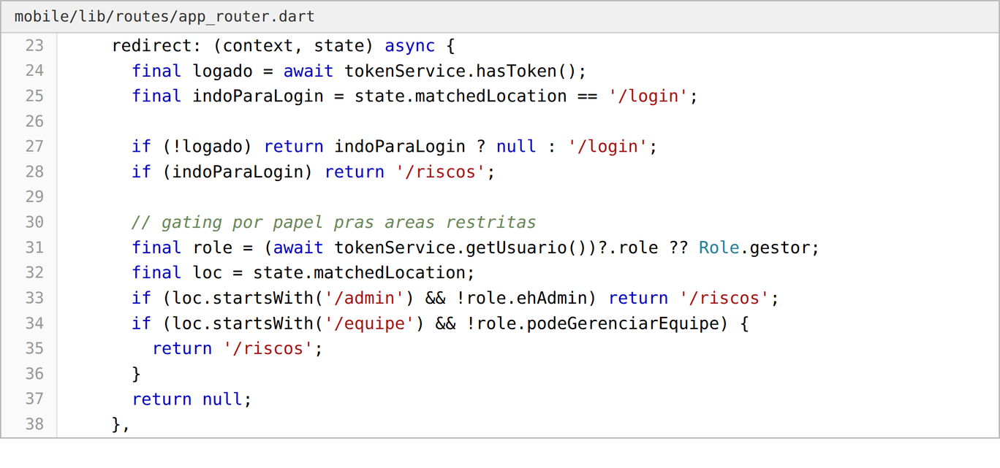 mobile/lib/routes/app_router.dart
23 redirect: (context, state) async {
24 final logado = await tokenService.hasToken();
25 final indoParaLogin = state.matchedLocation == '/login';
26
27 if (!logado) return indoParaLogin ? null : '/login';
28 if (indoParaLogin) return '/riscos';
29
30 // gating por papel pras areas restritas
31 final role = (await tokenService.getUsuario())?.role ?? Role.gestor;
32 final loc = state.matchedLocation;
33 if (loc.startsWith('/admin') && !role.ehAdmin) return '/riscos';
34 if (loc.startsWith('/equipe') && !role.podeGerenciarEquipe) {
35 return '/riscos';
36 }
37 return null;
38 },